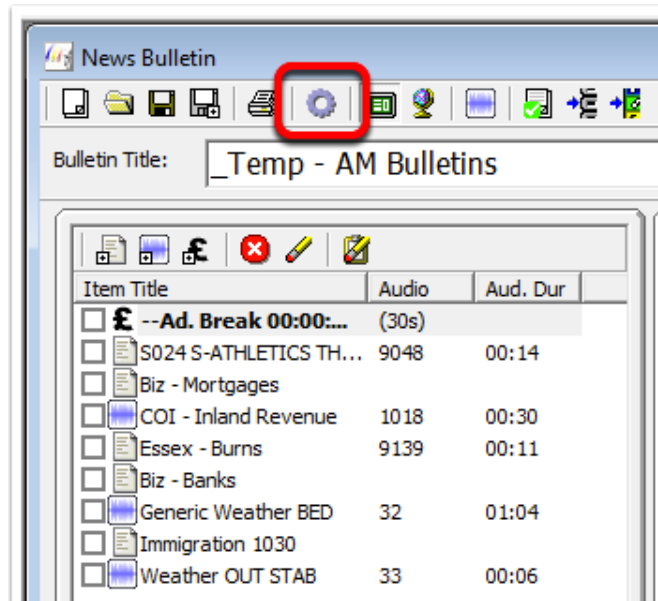 News Bulletin
Bulletin Title: _Temp - AM Bulletins
Item Title Audio Aud. Dur
£ --Ad. Break 00:00:... (30s)
S024 S-ATHLETICS TH... 9048 00:14
Biz - Mortgages
COI - Inland Revenue 1018 00:30
Essex - Burns 9139 00:11
Biz - Banks
Generic Weather BED 32 01:04
Immigration 1030
Weather OUT STAB 33 00:06